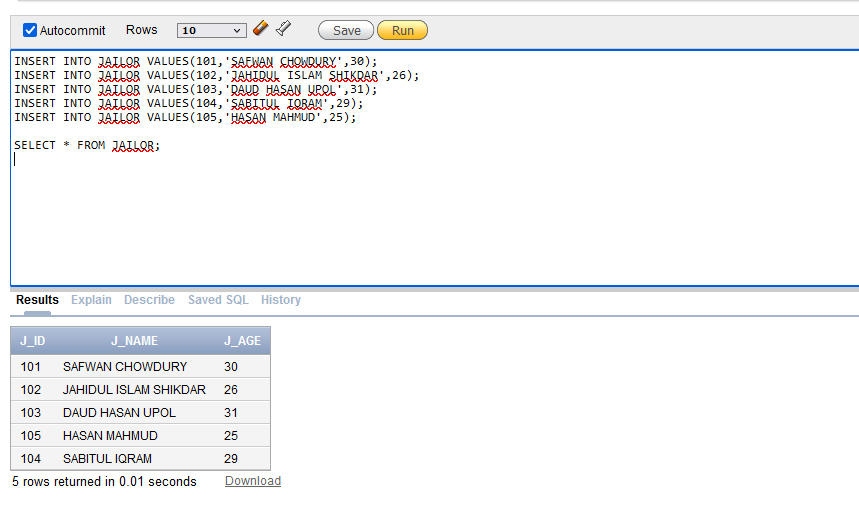 Autocommit Rows 10 Save Run
INSERT INTO JAILOR VALUES(101,'SAFWAN CHOWDURY',30);
INSERT INTO JAILOR VALUES(102,'JAHIDUL ISLAM SHIKDAR',26);
INSERT INTO JAILOR VALUES(103,'DAUD HASAN UPOL',31);
INSERT INTO JAILOR VALUES(104,'SABITUL IQRAM',29);
INSERT INTO JAILOR VALUES(105,'HASAN MAHMUD',25);
SELECT * FROM JAILOR;
Results Explain Describe Saved SQL History
J_ID J_NAME J_AGE
101 SAFWAN CHOWDURY 30
102 JAHIDUL ISLAM SHIKDAR 26
103 DAUD HASAN UPOL 31
105 HASAN MAHMUD 25
104 SABITUL IQRAM 29
5 rows returned in 0.01 seconds Download